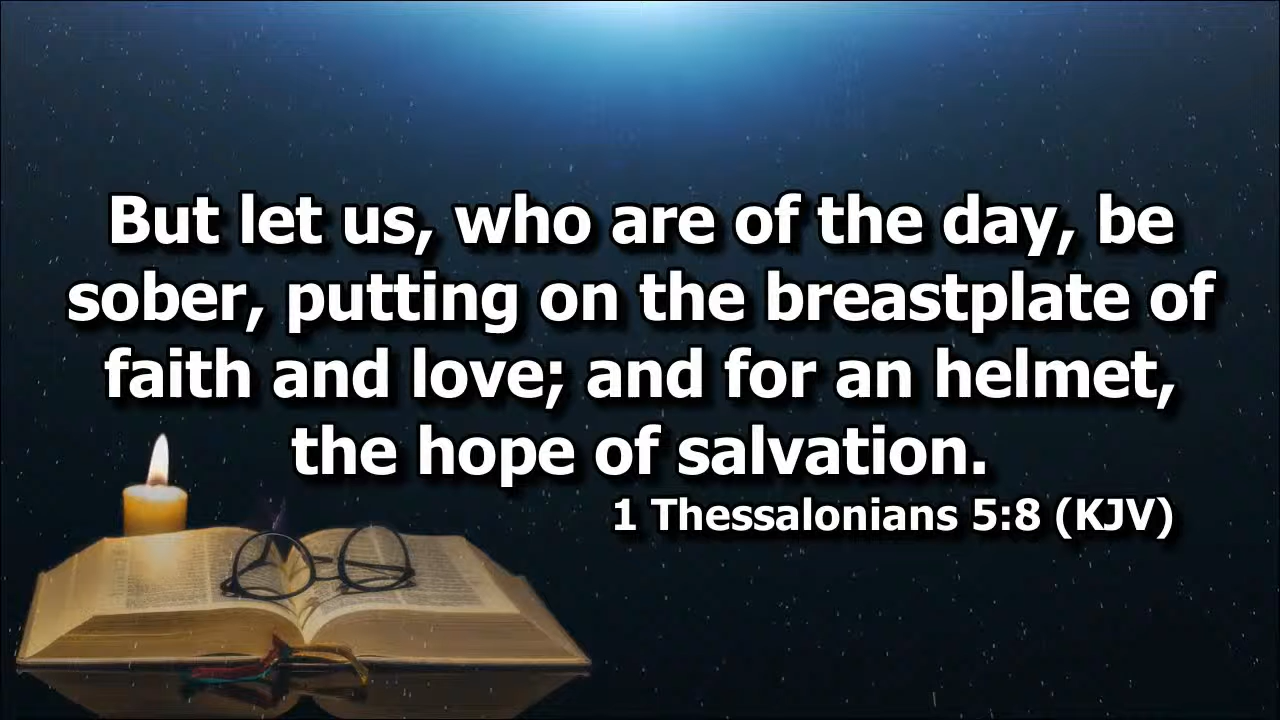 But let us, who are of the day, be
sober, putting on the breastplate of
faith and love; and for an helmet,
the hope of salvation.
1 Thessalonians 5:8 (KJV)